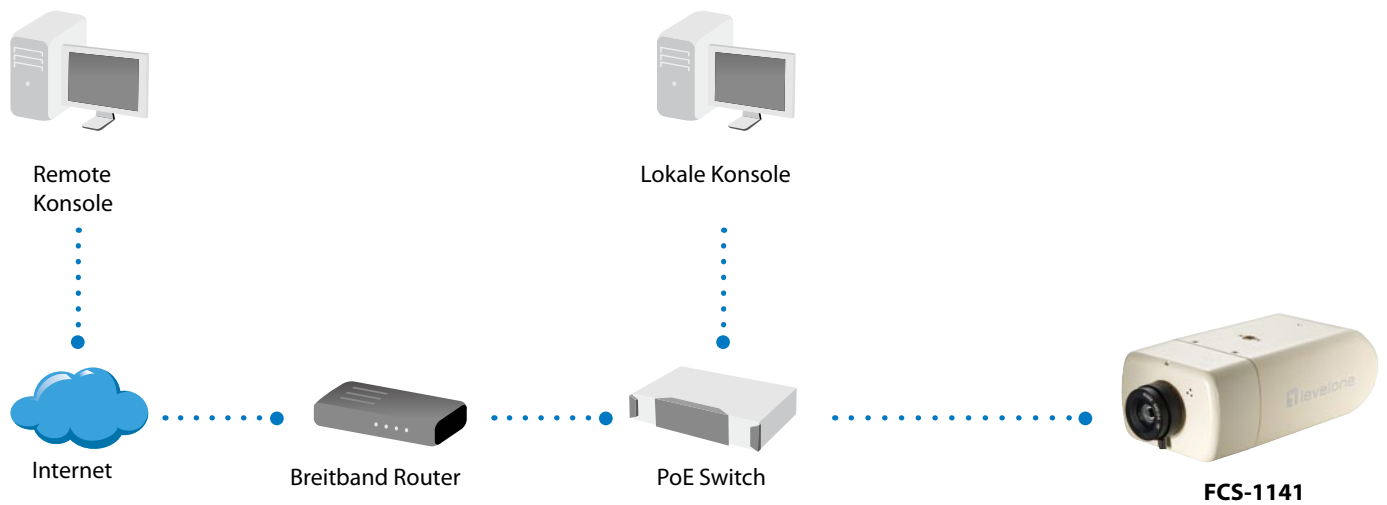 Remote
Konsole
Lokale Konsole
levelone
Internet
Breitband Router
PoE Switch
FCS-1141